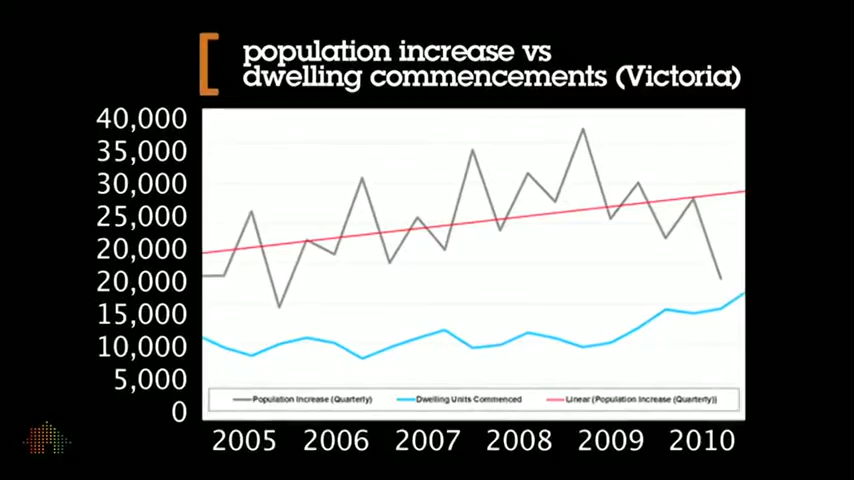 population increase vs
dwelling commencements (Victoria)
40,000
35,000
30,000
25,000
20,000
20,000
15,000
10,000
5,000
0
Population Increase (Quarterly) Dwelling Units Commenced Linear (Population Increase (Quarterly))
2005 2006 2007 2008 2009 2010